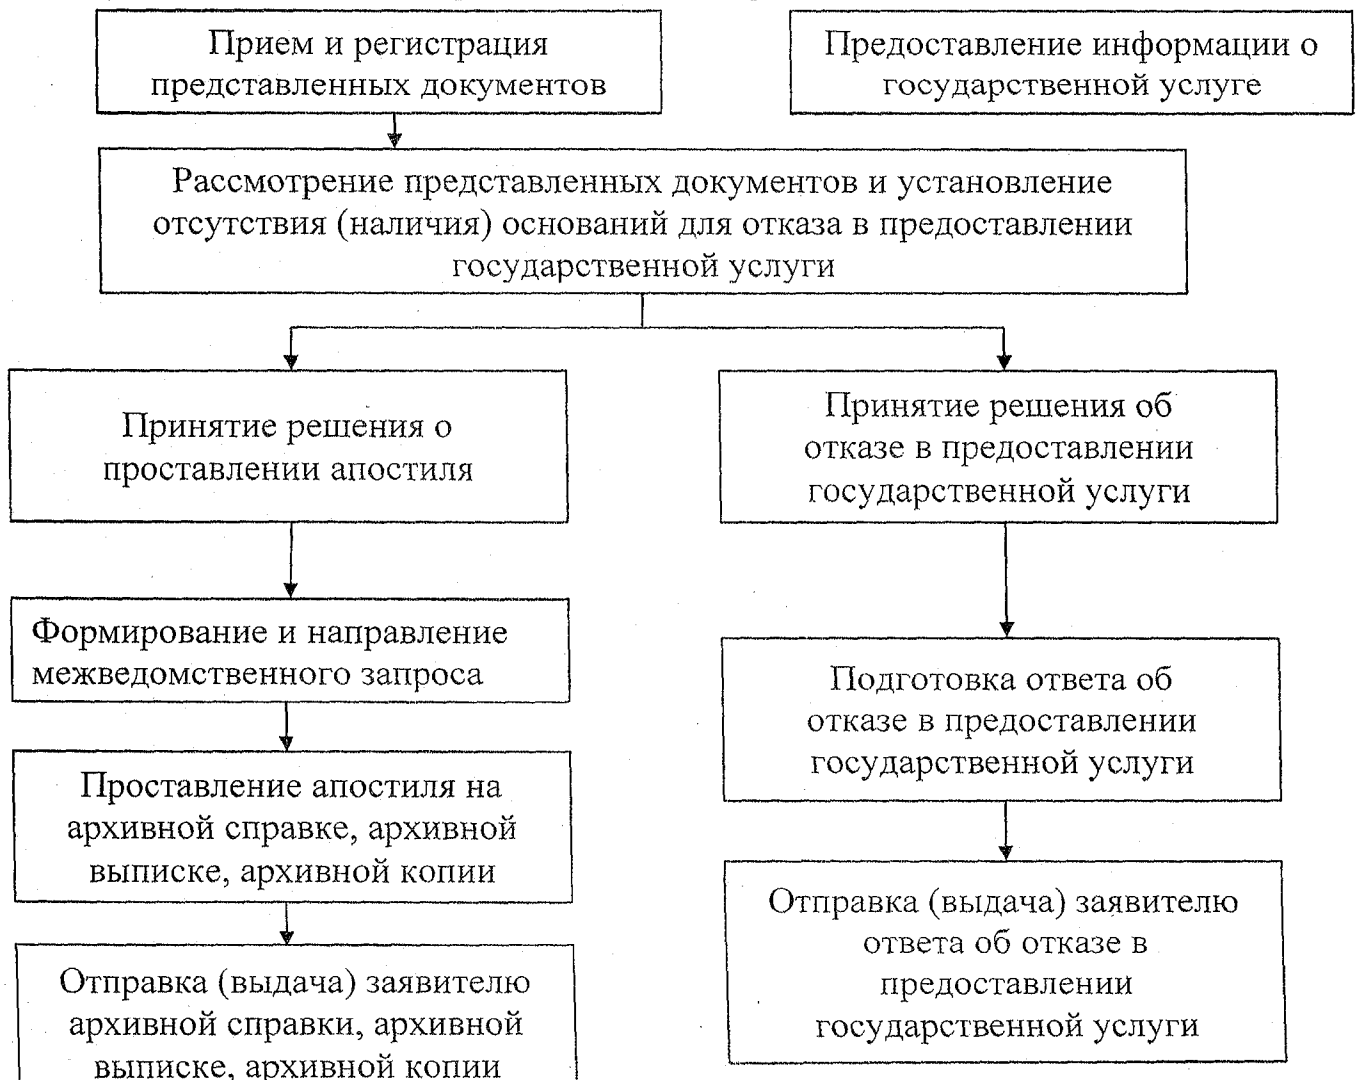 Прием и регистрация
представленных документов
Предоставление информации о
государственной услуге
Рассмотрение представленных документов и установление
отсутствия (наличия) оснований для отказа в предоставлении
государственной услуги
Принятие решения о
проставлении апостиля
Принятие решения об
отказе в предоставлении
государственной услуги
Формирование и направление
межведомственного запроса
Подготовка ответа об
отказе в предоставлении
государственной услуги
Проставление апостиля на
архивной справке, архивной
выписке, архивной копии
Отправка (выдача) заявителю
ответа об отказе в
предоставлении
государственной услуги
Отправка (выдача) заявителю
архивной справки, архивной
выписке, архивной копии